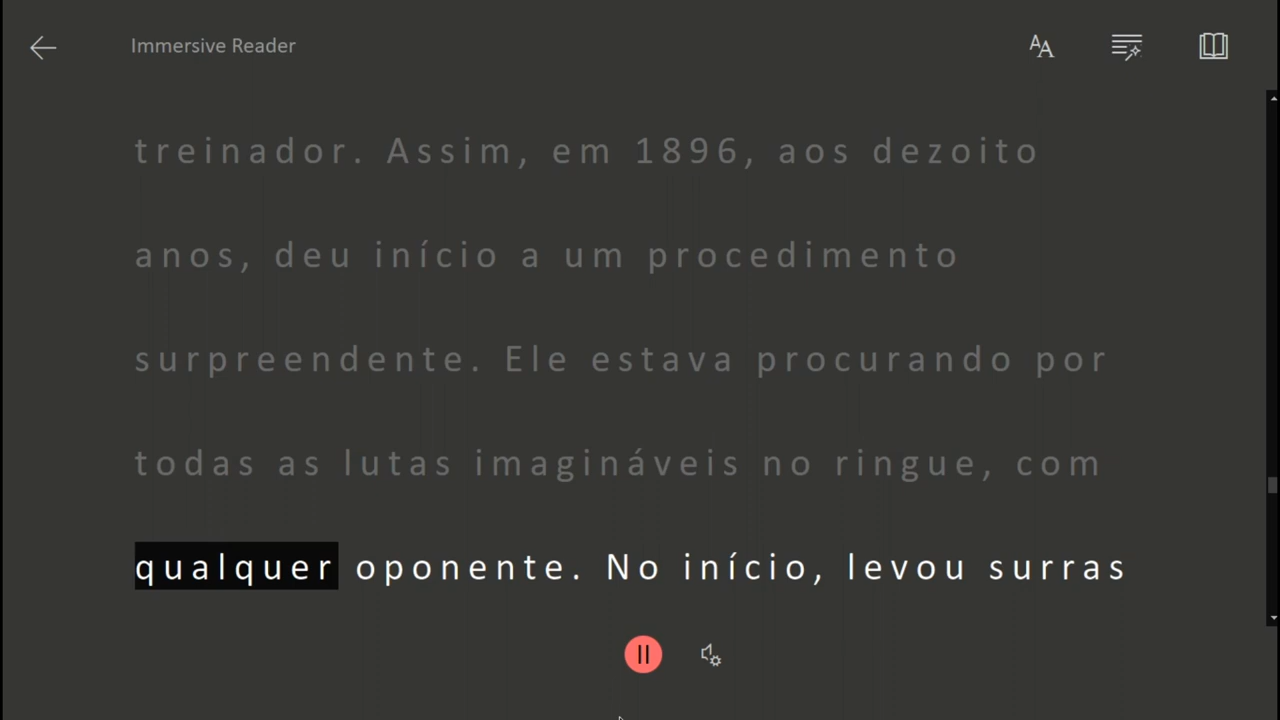 Immersive Reader
treinador. Assim, em 1896, aos dezoito
anos, deu início a um procedimento
surpreendente. Ele estava procurando por
todas as lutas imagináveis no ringue, com
qualquer oponente. No início, levou surras